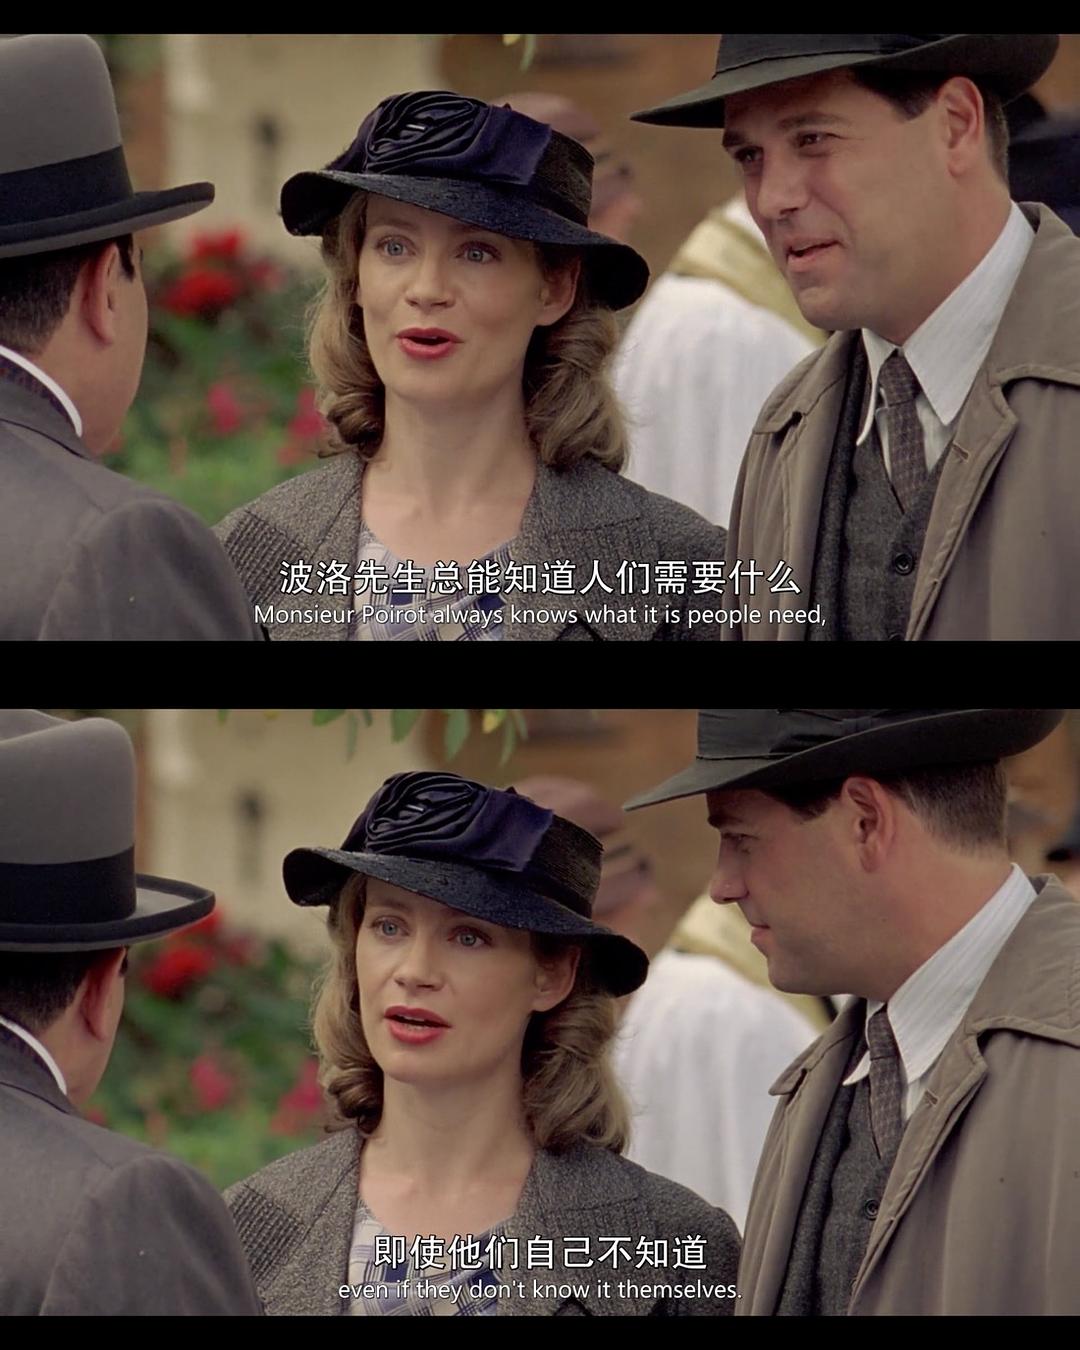 波洛先生总能知道人们需要什么
Monsieur Poirot always knows what it is people need,
即使他们自己不知道
even if they don't know it themselves.